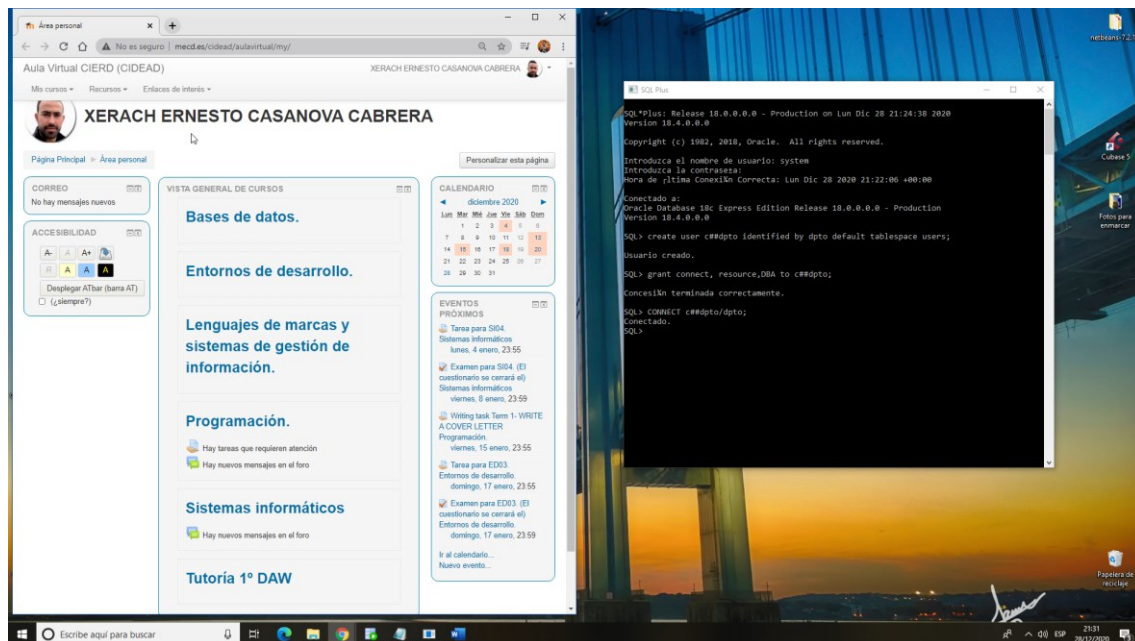 Área personal
No es seguro | mecd.es/cidead/aulavirtual/my/
Aula Virtual CIERD (CIDEAD)
XERACH ERNESTO CASANOVA CABRERA
Mis cursos
Recursos
Enlaces de interés
XERACH ERNESTO CASANOVA CABRERA
Página Principal
Área personal
Personalizar esta página
CORREO
No hay mensajes nuevos
ACCESIBILIDAD
A- A A+
R A A A
Desplegar ATbar (barra AT)
(¿siempre?)
VISTA GENERAL DE CURSOS
Bases de datos.
Entornos de desarrollo.
Lenguajes de marcas y
sistemas de gestión de
información.
Programación.
Hay tareas que requieren atención
Hay nuevos mensajes en el foro
Sistemas informáticos
Hay nuevos mensajes en el foro
Tutoría 1º DAW
CALENDARIO
diciembre 2020
Lun Mar Mié Jue Vie Sáb Dom
1 2 3 4 5 6
7 8 9 10 11 12 13
14 15 16 17 18 19 20
21 22 23 24 25 26 27
28 29 30 31
EVENTOS
PRÓXIMOS
Tarea para SI04.
Sistemas informáticos
lunes, 4 enero, 23:55
Examen para SI04. (El
cuestionario se cerrará el)
Sistemas informáticos
viernes, 8 enero, 23:59
Writing task Term 1- WRITE
A COVER LETTER
Programación.
viernes, 15 enero, 23:55
Tarea para ED03.
Entornos de desarrollo.
domingo, 17 enero, 23:55
Examen para ED03. (El
cuestionario se cerrará el)
Entornos de desarrollo.
domingo, 17 enero, 23:59
Ir al calendario...
Nuevo evento...
SQL Plus
SQL*Plus: Release 18.0.0.0.0 - Production on Lun Dic 28 21:24:38 2020
Version 18.4.0.0.0
Copyright (c) 1982, 2018, Oracle. All rights reserved.
Introduzca el nombre de usuario: system
Introduzca la contraseza:
Hora de ┌ltima Conexi¾n Correcta: Lun Dic 28 2020 21:22:06 +00:00
Conectado a:
Oracle Database 18c Express Edition Release 18.0.0.0.0 - Production
Version 18.4.0.0.0
SQL> create user c##dpto identified by dpto default tablespace users;
Usuario creado.
SQL> grant connect, resource,DBA to c##dpto;
Concesi¾n terminada correctamente.
SQL> CONNECT c##dpto/dpto;
Conectado.
SQL>
netbeans-7.2.1
Cubase 5
Fotos para
enmarcar
Papelera de
reciclaje
Escribe aquí para buscar
ESP
21:31
28/12/2020